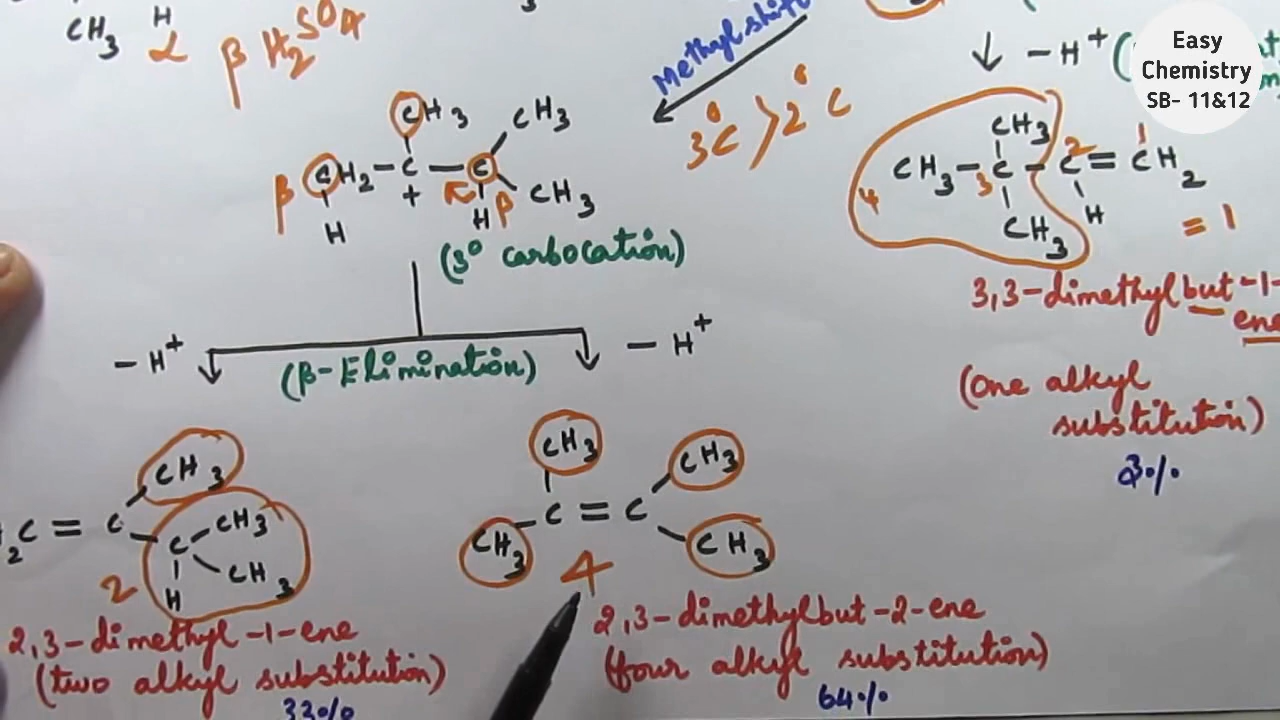 CH3 H
α
β H2SO4
Methyl shift
3°C > 2°C
↓ -H+ (
Easy
Chemistry
SB- 11&12
CH3 CH3
β CH2 - C - C
+
H H β CH3
(3° carbocation)
CH3
CH3 - C - C = CH2
4 3 2 1
CH3 H
= 1
3,3-dimethylbut-1-
ene
(One alkyl
substitution)
3%
-H+ (β-Elimination) -H+
CH3
2C = C
C CH3
CH3
H
2
2,3-dimethyl-1-ene
(two alkyl substitution)
33%
CH3 CH3
C = C
CH3 CH3
4
2,3-dimethylbut-2-ene
(four alkyl substitution)
64%